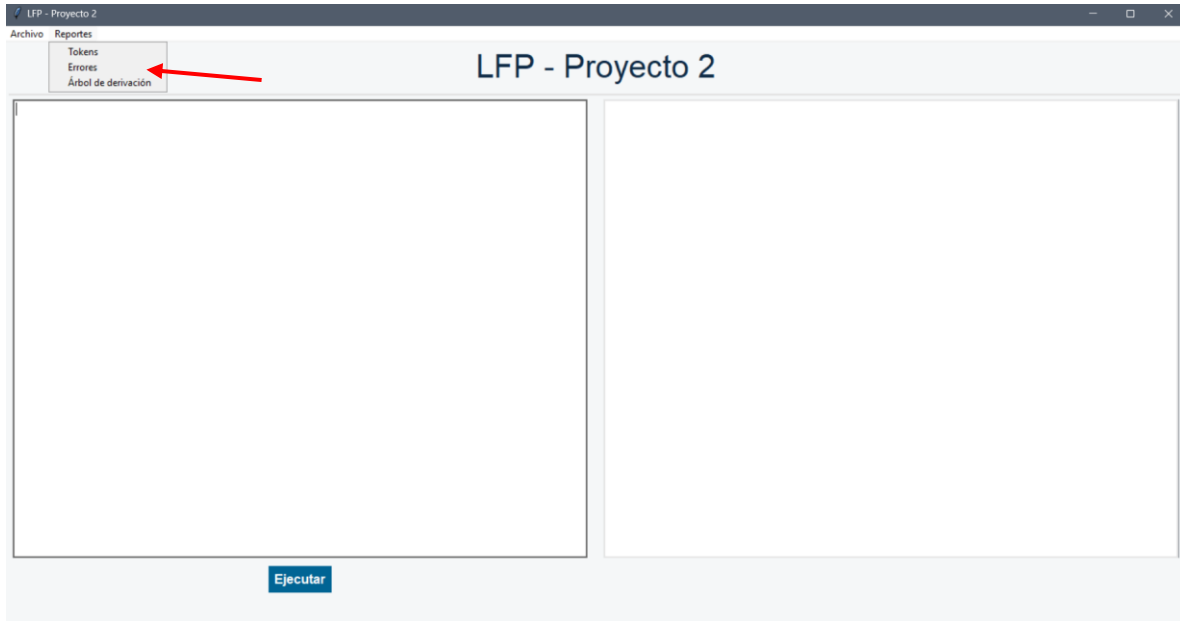 LFP - Proyecto 2
Archivo Reportes
Tokens
Errores
Árbol de derivación
LFP - Proyecto 2
Ejecutar